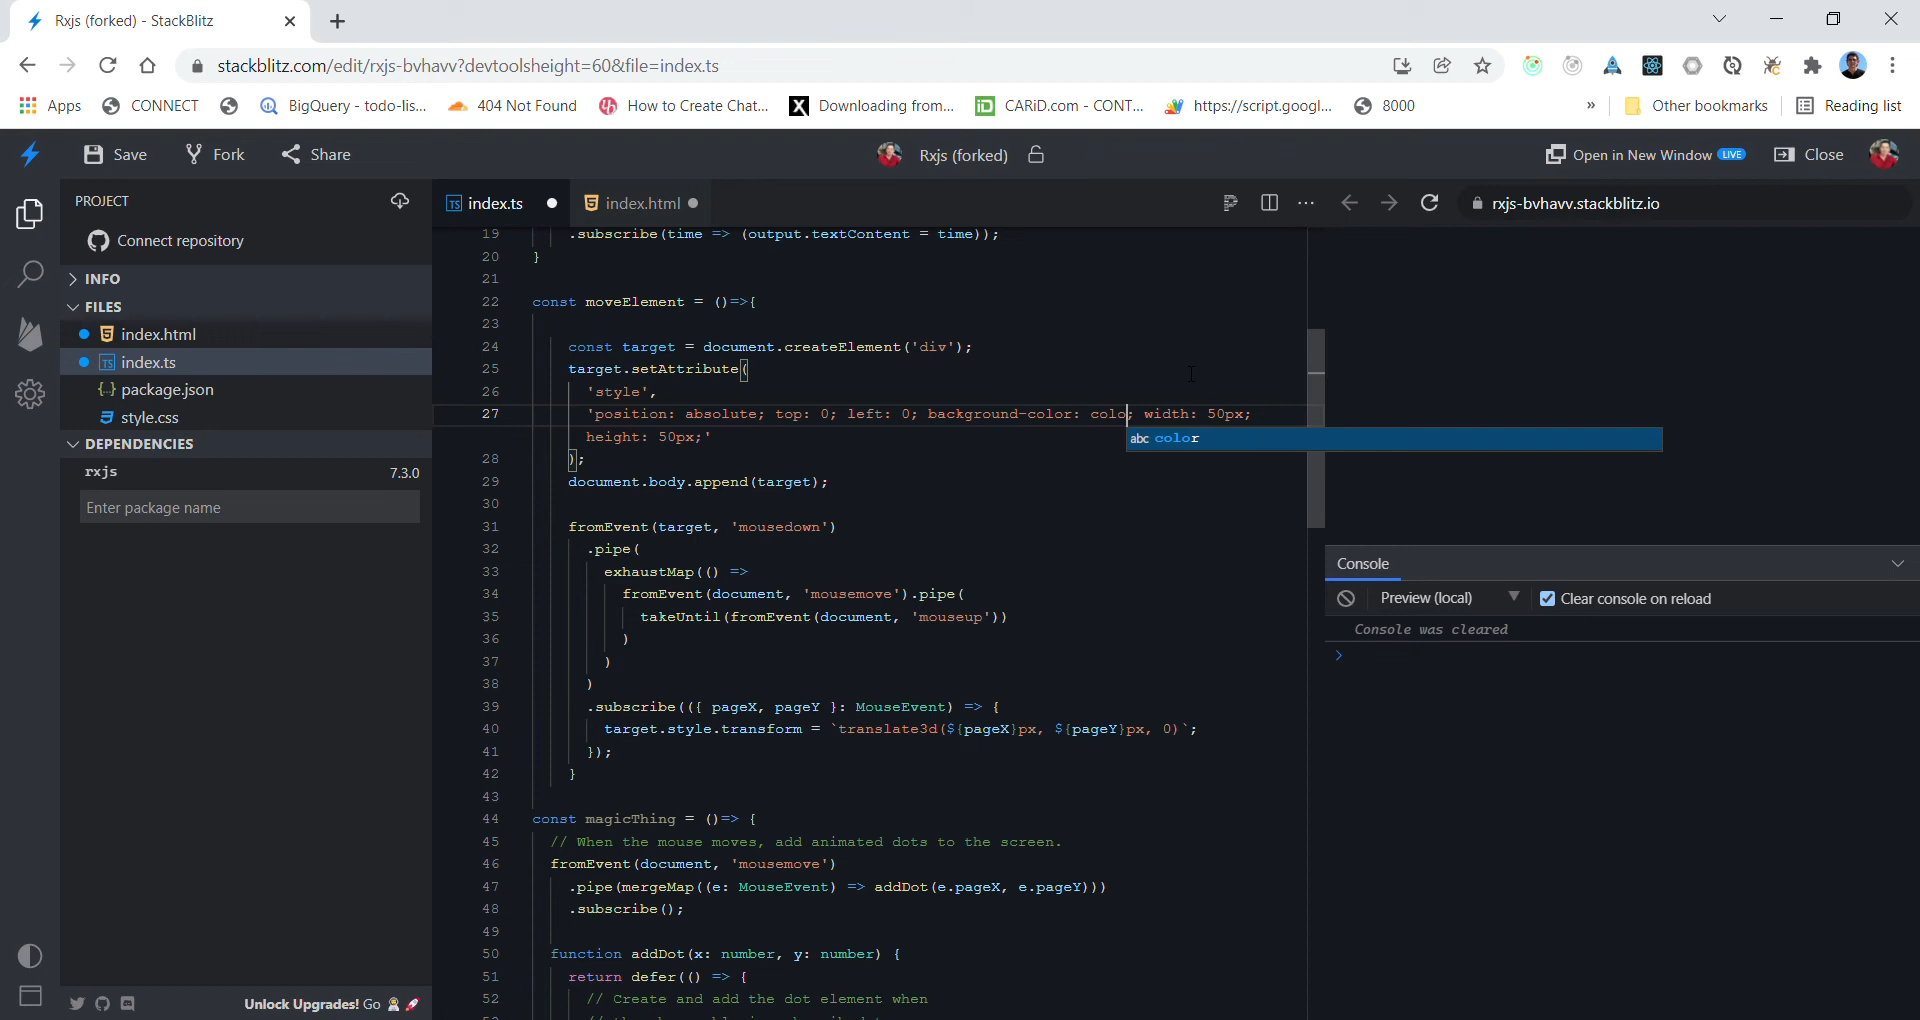 Rxjs (forked) - StackBlitz
stackblitz.com/edit/rxjs-bvhavv?devtoolsheight=60&file=index.ts
Apps
CONNECT
BigQuery - todo-lis...
404 Not Found
How to Create Chat...
Downloading from...
CARiD.com - CONT...
https://script.googl...
8000
»
Other bookmarks
Reading list
Save
Fork
Share
Rxjs (forked)
Open in New Window LIVE
Close
PROJECT
Connect repository
INFO
FILES
index.html
index.ts
package.json
style.css
DEPENDENCIES
rxjs 7.3.0
Enter package name
Unlock Upgrades! Go
TS index.ts
index.html
19 .subscribe(time => (output.textContent = time));
20 }
21
22 const moveElement = ()=>{
23
24 const target = document.createElement('div');
25 target.setAttribute(
26 'style',
27 'position: absolute; top: 0; left: 0; background-color: colo; width: 50px;
height: 50px;'
abc color
28 );
29 document.body.append(target);
30
31 fromEvent(target, 'mousedown')
32 .pipe(
33 exhaustMap(() =>
34 fromEvent(document, 'mousemove').pipe(
35 takeUntil(fromEvent(document, 'mouseup'))
36 )
37 )
38 )
39 .subscribe(({ pageX, pageY }: MouseEvent) => {
40 target.style.transform = `translate3d(${pageX}px, ${pageY}px, 0)`;
41 });
42 }
43
44 const magicThing = ()=> {
45 // When the mouse moves, add animated dots to the screen.
46 fromEvent(document, 'mousemove')
47 .pipe(mergeMap((e: MouseEvent) => addDot(e.pageX, e.pageY)))
48 .subscribe();
49
50 function addDot(x: number, y: number) {
51 return defer(() => {
52 // Create and add the dot element when
rxjs-bvhavv.stackblitz.io
Console
Preview (local)
Clear console on reload
Console was cleared